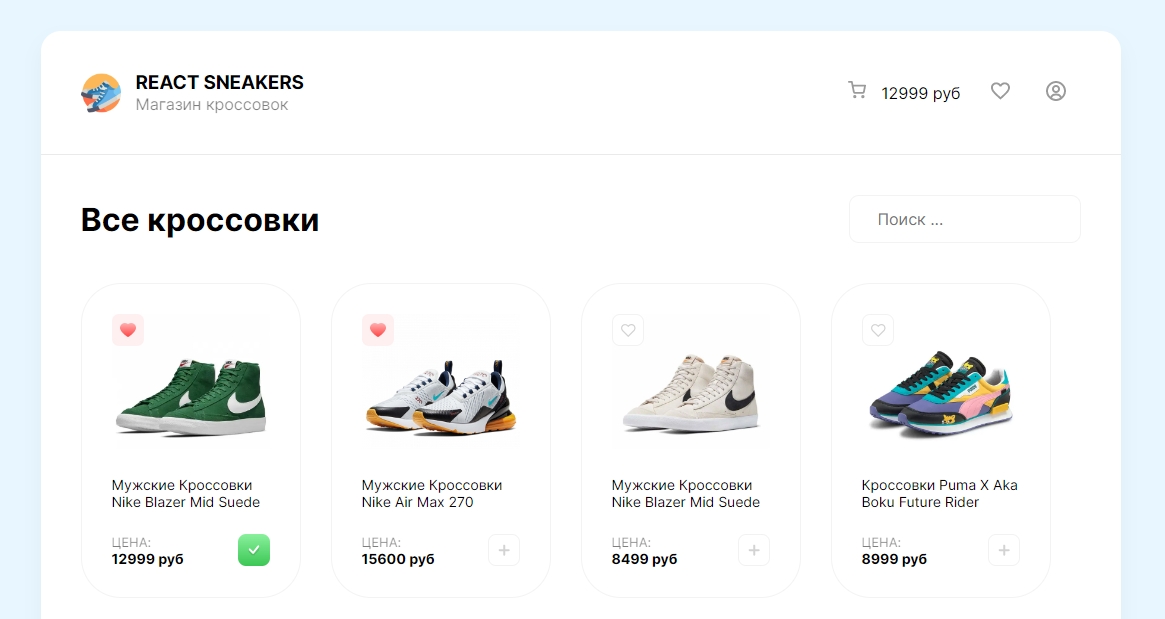 REACT SNEAKERS
Магазин кроссовок
12999 руб
Все кроссовки
Поиск ...
Мужские Кроссовки
Nike Blazer Mid Suede
ЦЕНА:
12999 руб
Мужские Кроссовки
Nike Air Max 270
ЦЕНА:
15600 руб
Мужские Кроссовки
Nike Blazer Mid Suede
ЦЕНА:
8499 руб
Кроссовки Puma X Aka
Boku Future Rider
ЦЕНА:
8999 руб